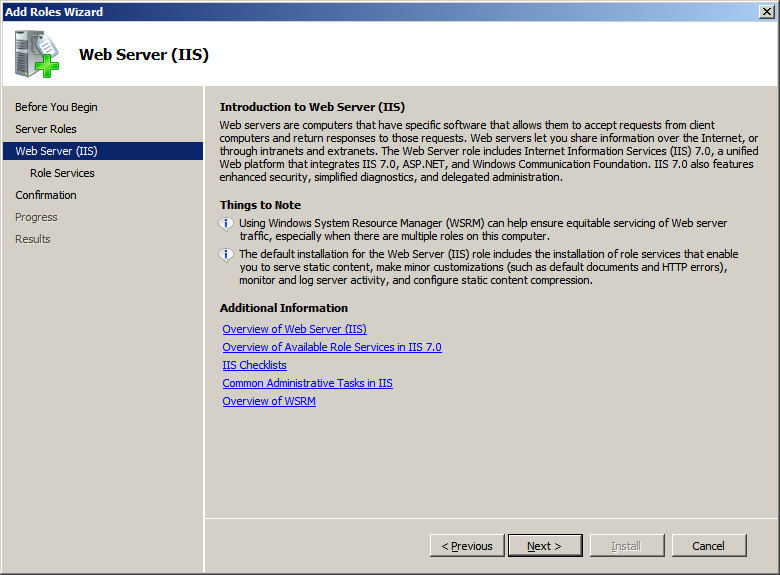 Add Roles Wizard
Web Server (IIS)
Before You Begin
Server Roles
Web Server (IIS)
Role Services
Confirmation
Progress
Results
Introduction to Web Server (IIS)
Web servers are computers that have specific software that allows them to accept requests from client
computers and return responses to those requests. Web servers let you share information over the Internet, or
through intranets and extranets. The Web Server role includes Internet Information Services (IIS) 7.0, a unified
Web platform that integrates IIS 7.0, ASP.NET, and Windows Communication Foundation. IIS 7.0 also features
enhanced security, simplified diagnostics, and delegated administration.
Things to Note
Using Windows System Resource Manager (WSRM) can help ensure equitable servicing of Web server
traffic, especially when there are multiple roles on this computer.
The default installation for the Web Server (IIS) role includes the installation of role services that enable
you to serve static content, make minor customizations (such as default documents and HTTP errors),
monitor and log server activity, and configure static content compression.
Additional Information
Overview of Web Server (IIS)
Overview of Available Role Services in IIS 7.0
IIS Checklists
Common Administrative Tasks in IIS
Overview of WSRM
< Previous Next > Install Cancel